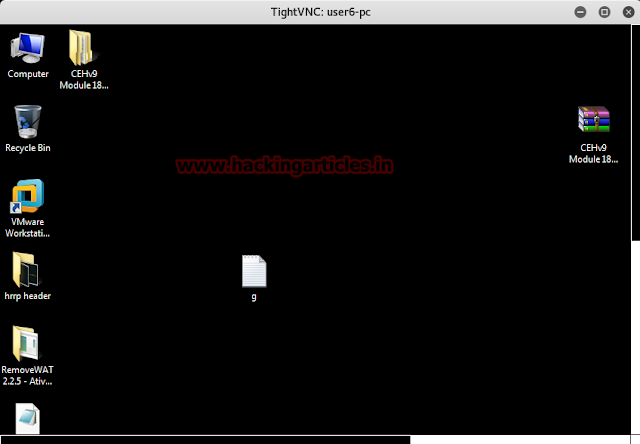 TightVNC: user6-pc
Computer
CEHv9
Module 18...
Recycle Bin
CEHv9
Module 18...
www.hackingarticles.in
VMware
Workstati...
hrrp header
g
RemoveWAT
2.2.5 - Ativ...